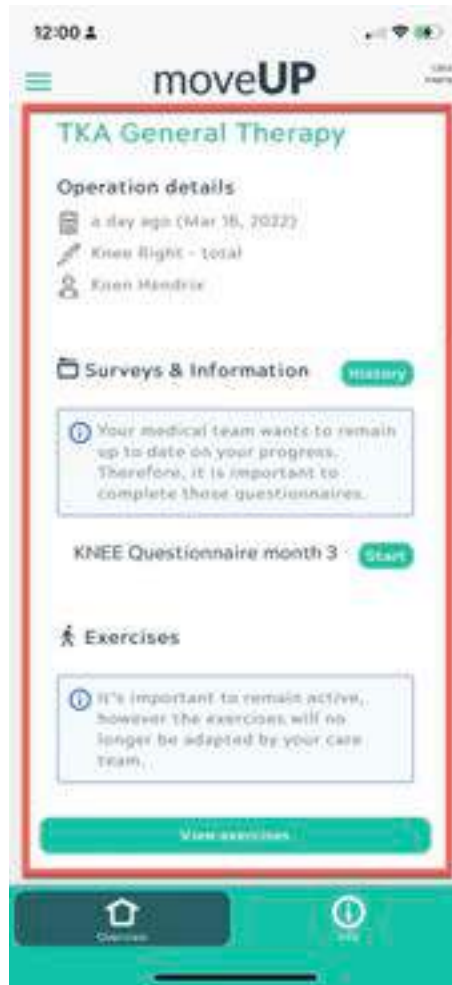 12:00
moveUP
TKA General Therapy
Operation details
a day ago (Mar 16, 2022)
Knee Right - total
Koen Hendrix
Surveys & Information
History
Your medical team wants to remain
up to date on your progress.
Therefore, it is important to
complete these questionnaires.
KNEE Questionnaire month 3
Start
Exercises
It's important to remain active,
however the exercises will no
longer be adapted by your care
team.
View exercises
Overview
Info